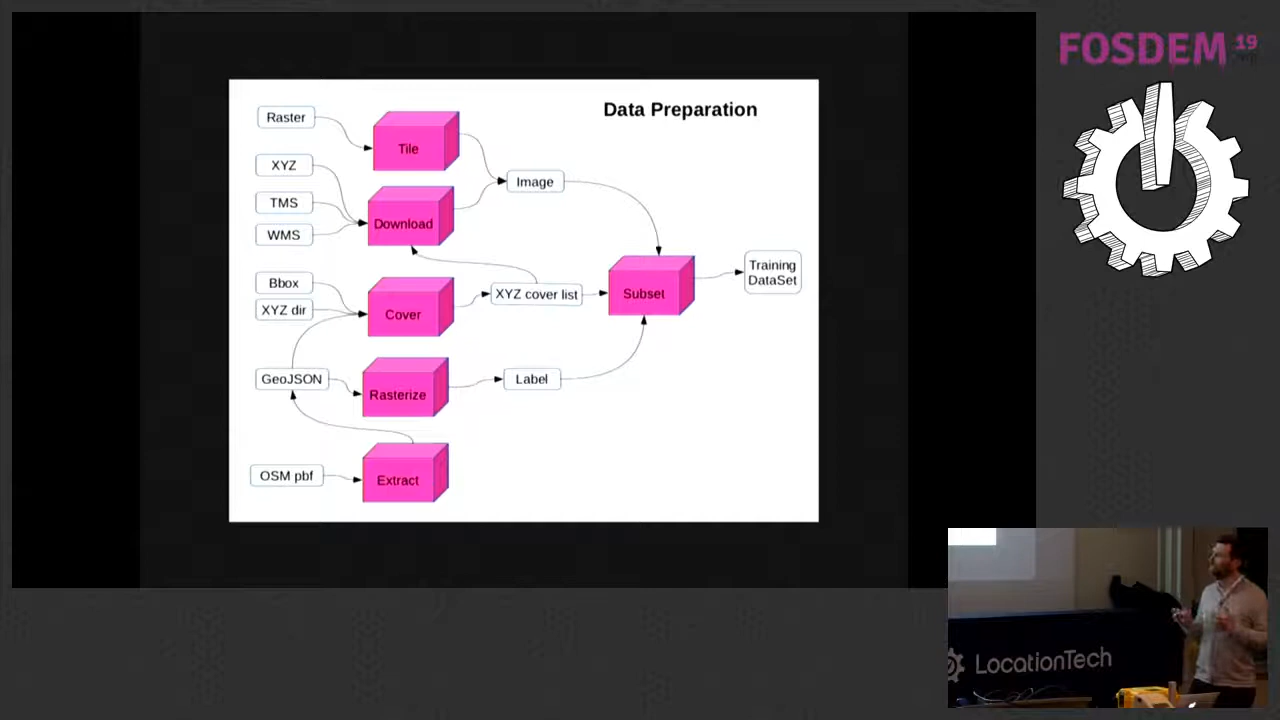 FOSDEM 19
Data Preparation
Raster
Tile
XYZ
Image
TMS
Download
WMS
Bbox
XYZ dir
Cover
XYZ cover list
Subset
Training
DataSet
GeoJSON
Rasterize
Label
OSM pbf
Extract
LocationTech